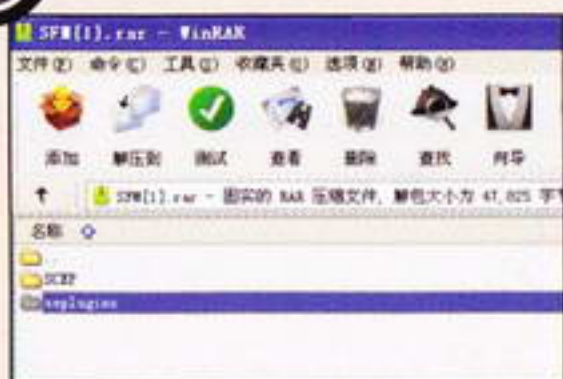 SFW[1].rar - WinRAR
文件(F) 命令(C) 工具(S) 收藏夹(O) 选项(N) 帮助(H)
添加 解压到 测试 查看 删除 查找 向导
SFW[1].rar - 固实的 RAR 压缩文件, 解包大小为 47,825 字节
名称
..
SCEP
seplugins